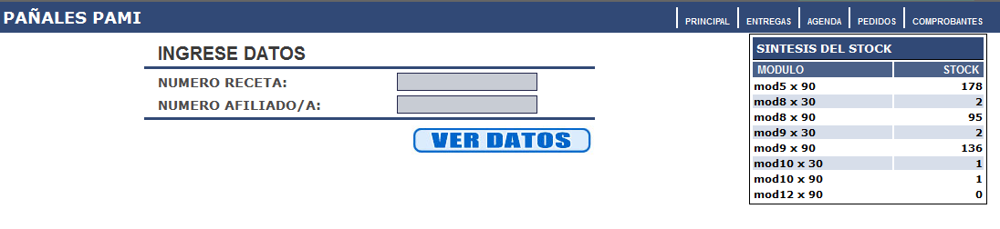 PAÑALES PAMI
PRINCIPAL ENTREGAS AGENDA PEDIDOS COMPROBANTES
INGRESE DATOS
NUMERO RECETA:
NUMERO AFILIADO/A:
VER DATOS
SINTESIS DEL STOCK
MODULO STOCK
mod5 x 90 178
mod8 x 30 2
mod8 x 90 95
mod9 x 30 2
mod9 x 90 136
mod10 x 30 1
mod10 x 90 1
mod12 x 90 0